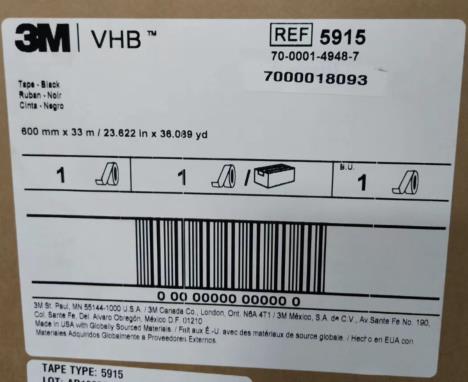 3M VHB™
REF 5915
70-0001-4948-7
7000018093
Tape - Black
Ruban - Noir
Cinta - Negro
600 mm x 33 m / 23.622 in x 36.089 yd
1 1 / S.U. 1
0 00 00000 00000 0
3M St. Paul, MN 55144-1000 U.S.A. / 3M Canada Co., London, Ont. N6A 4T1 / 3M México, S.A. de C.V., Av. Santa Fe No. 190,
Col. Santa Fe, Del. Alvaro Obregón, México D.F. 01210
Made in USA with Globally Sourced Materials. / Fait aux É.-U. avec des matériaux de source globale. / Hecho en EUA con
Materiales Adquiridos Globalmente a Proveedores Externos.
TAPE TYPE: 5915
LOT: